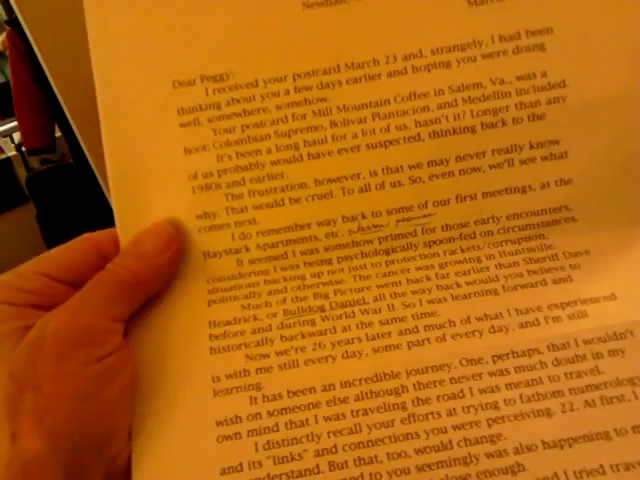 Newhall,
March
Dear Peggy:
I received your postcard March 23 and, strangely, I had been
thinking about you a few days earlier and hoping you were doing
well, somewhere, somehow.
Your postcard for Mill Mountain Coffee in Salem, Va., was a
hoot: Colombian Supremo, Bolivar Plantacion, and Medellin included.
It's been a long haul for a lot of us, hasn't it? Longer than any
of us probably would have ever suspected, thinking back to the
1980s and earlier.
The frustration, however, is that we may never really know
why. That would be cruel. To all of us. So, even now, we'll see what
comes next.
I do remember way back to some of our first meetings, at the
Haystack Apartments, etc.
It seemed I was somehow primed for those early encounters,
considering I was being psychologically spoon-fed on circumstances,
situations backing up not just to protection rackets/corruption,
politically and otherwise. The cancer was growing in Huntsville.
Much of the Big Picture went back far earlier than Sheriff Dave
Headrick, or Bulldog Daniel, all the way back would you believe to
before and during World War II. So I was learning forward and
historically backward at the same time.
Now we're 26 years later and much of what I have experienced
is with me still every day, some part of every day, and I'm still
learning.
It has been an incredible journey. One, perhaps, that I wouldn't
wish on someone else although there never was much doubt in my
own mind that I was traveling the road I was meant to travel.
I distinctly recall your efforts at trying to fathom numerology
and its "links" and connections you were perceiving. 22. At first, I
understand. But that, too, would change.
to you seemingly was also happening to m
close enough.
I tried trav